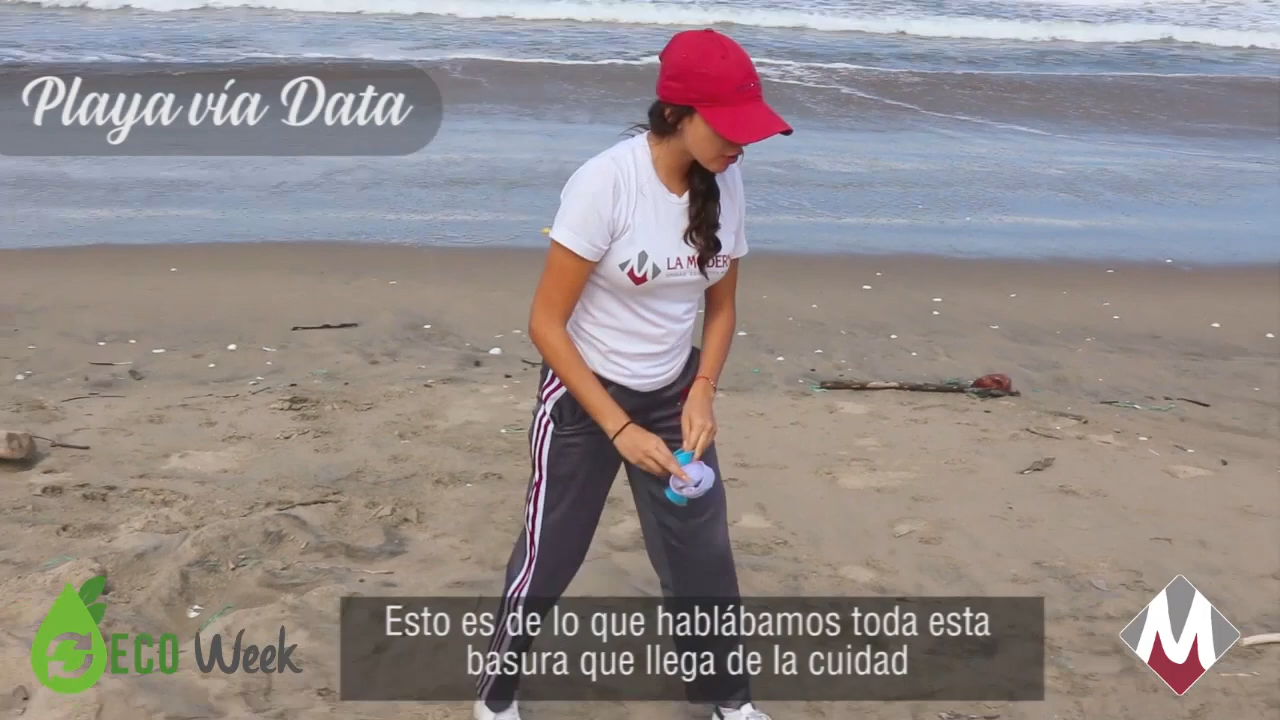 Playa vía Data
LA MODERN
ECO Week
Esto es de lo que hablábamos toda esta
basura que llega de la cuidad
M